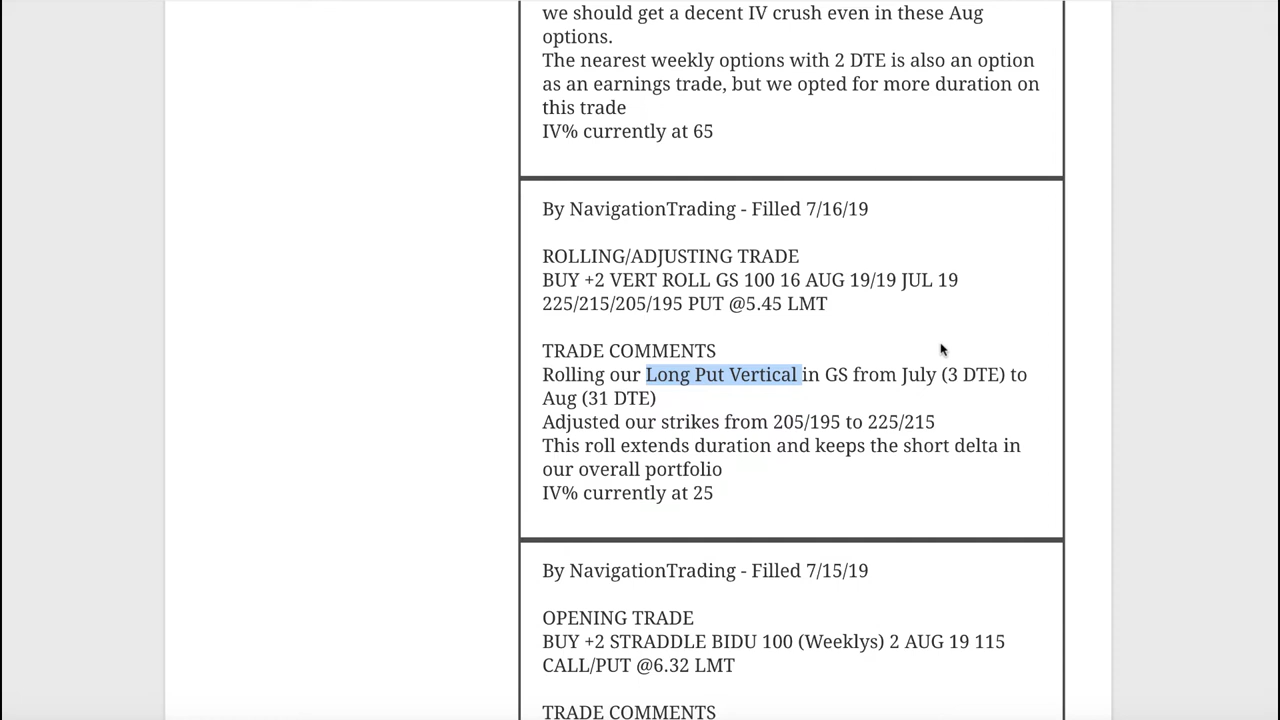 we should get a decent IV crush even in these Aug
options.
The nearest weekly options with 2 DTE is also an option
as an earnings trade, but we opted for more duration on
this trade
IV% currently at 65
By NavigationTrading - Filled 7/16/19
ROLLING/ADJUSTING TRADE
BUY +2 VERT ROLL GS 100 16 AUG 19/19 JUL 19
225/215/205/195 PUT @5.45 LMT
TRADE COMMENTS
Rolling our Long Put Vertical in GS from July (3 DTE) to
Aug (31 DTE)
Adjusted our strikes from 205/195 to 225/215
This roll extends duration and keeps the short delta in
our overall portfolio
IV% currently at 25
By NavigationTrading - Filled 7/15/19
OPENING TRADE
BUY +2 STRADDLE BIDU 100 (Weeklys) 2 AUG 19 115
CALL/PUT @6.32 LMT
TRADE COMMENTS